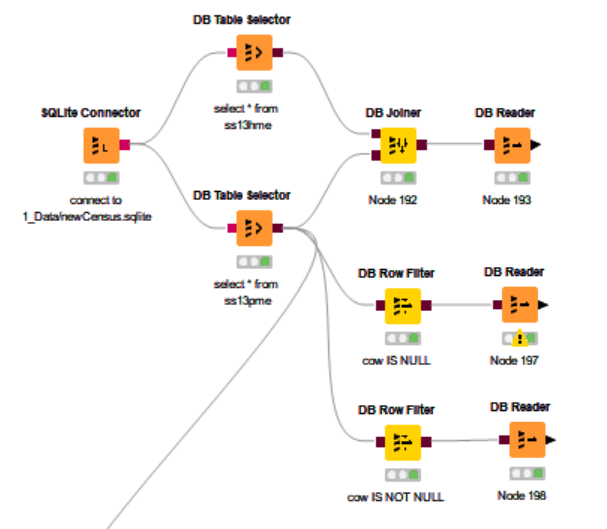 DB Table Selector
select * from
ss13hme
SQLite Connector
connect to
1_Data/newCensus.sqlite
DB Table Selector
select * from
ss13pme
DB Joiner
Node 192
DB Reader
Node 193
DB Row Filter
cow IS NULL
DB Reader
Node 197
DB Row Filter
cow IS NOT NULL
DB Reader
Node 198